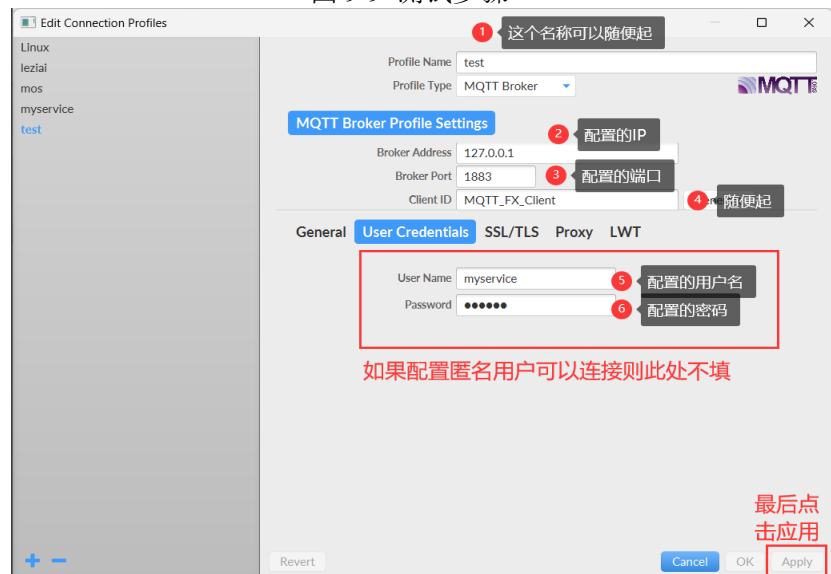 Edit Connection Profiles
Linux
leziai
mos
myservice
test
1 这个名称可以随便起
Profile Name test
Profile Type MQTT Broker
MQTT
MQTT Broker Profile Settings
2 配置的IP
Broker Address 127.0.0.1
Broker Port 1883
3 配置的端口
Client ID MQTT_FX_Client
4 随便起
General User Credentials SSL/TLS Proxy LWT
User Name myservice
5 配置的用户名
Password ●●●●●●
6 配置的密码
如果配置匿名用户可以连接则此处不填
最后点
击应用
Revert Cancel OK Apply